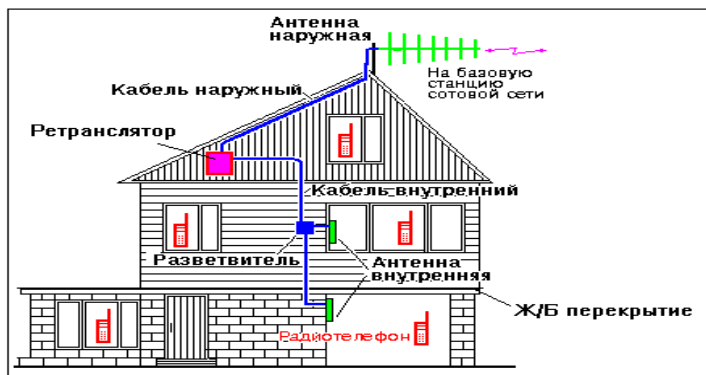 Антенна
наружная
На базовую
станцию
сотовой сети
Кабель наружный
Ретранслятор
Кабель внутренний
Разветвитель
Антенна
внутренняя
Ж/Б перекрытие
Радиотелефон